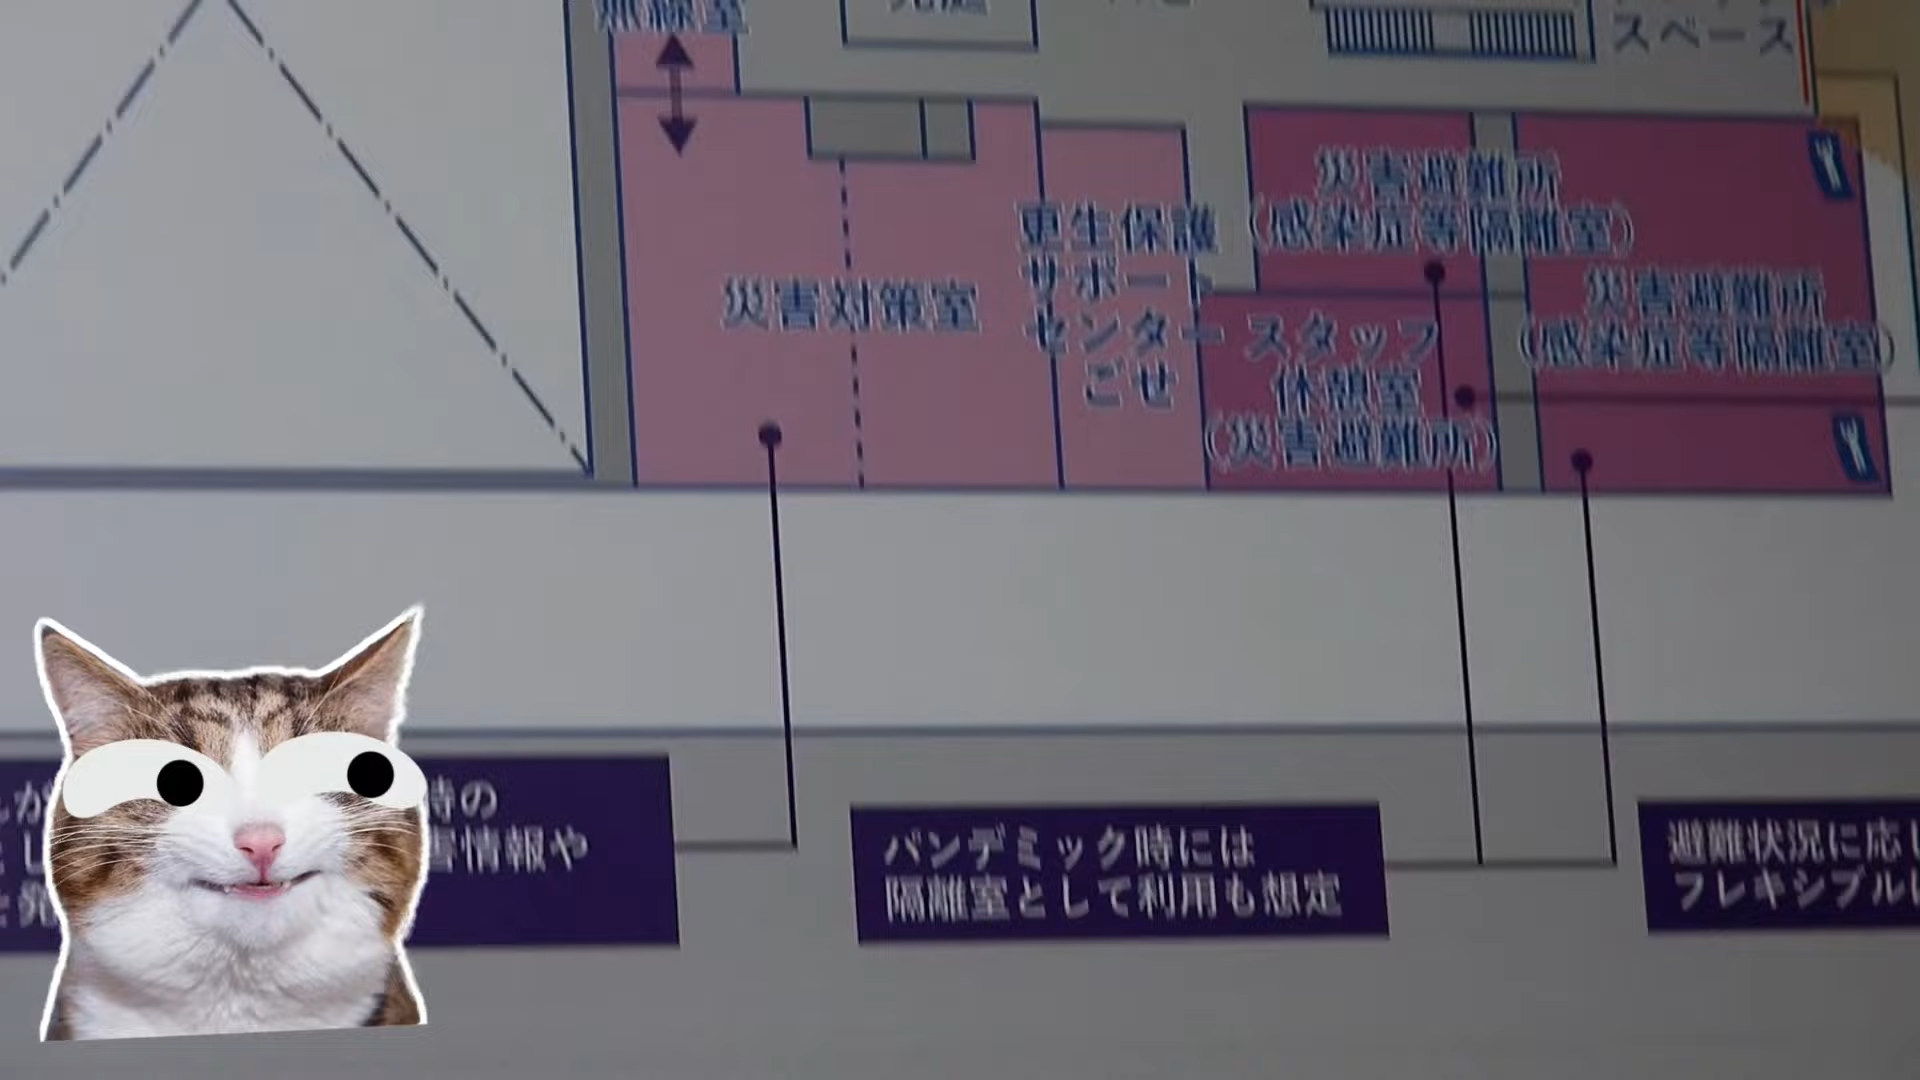 無線室
スペース
災害対策室
更生保護
サポート
センター
ごせ
災害避難所
(感染症等隔離室)
スタッフ
休憩室
(災害避難所)
災害避難所
(感染症等隔離室)
時の
害情報や
パンデミック時には
隔離室として利用も想定
避難状況に応じ
フレキシブルに